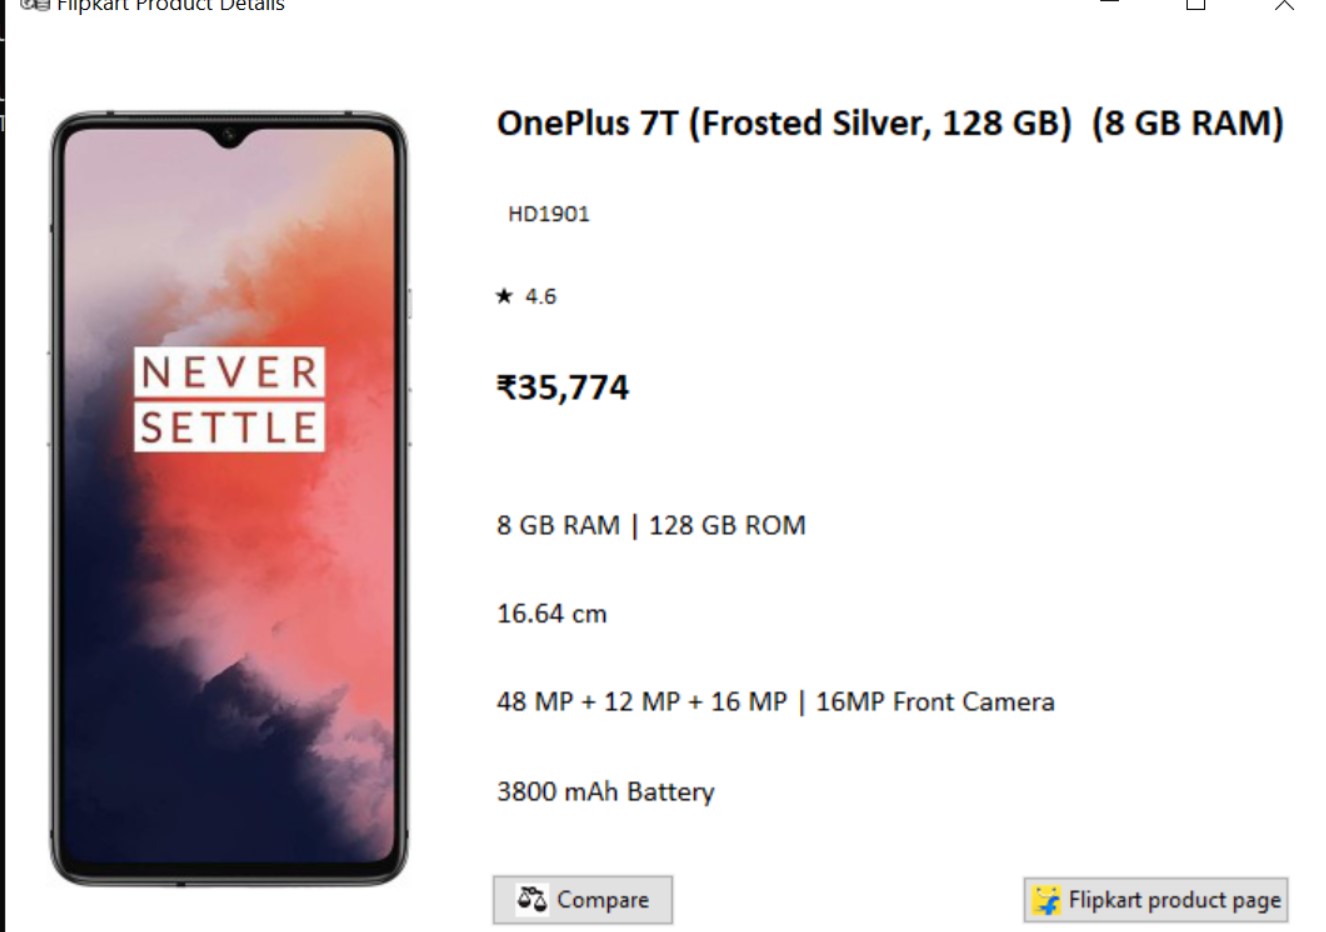 Flipkart Product Details
OnePlus 7T (Frosted Silver, 128 GB) (8 GB RAM)
HD1901
★ 4.6
₹35,774
NEVER
SETTLE
8 GB RAM | 128 GB ROM
16.64 cm
48 MP + 12 MP + 16 MP | 16MP Front Camera
3800 mAh Battery
Compare
Flipkart product page